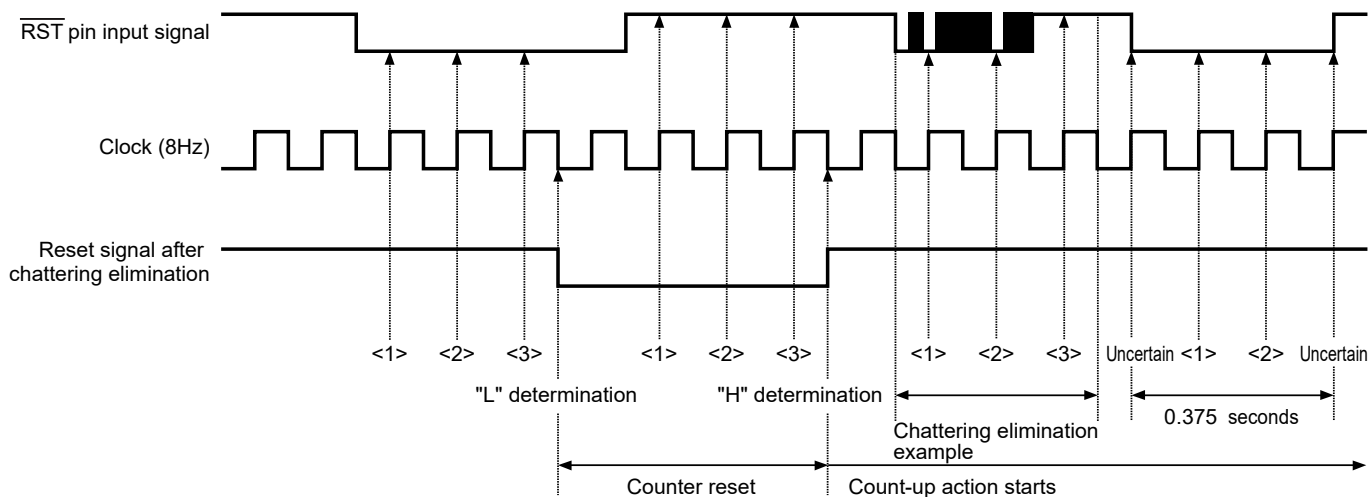 RST pin input signal
Clock (8Hz)
Reset signal after
chattering elimination
<1> <2> <3> <1> <2> <3> <1> <2> <3> Uncertain <1> <2> Uncertain
"L" determination "H" determination
0.375 seconds
Chattering elimination
example
Counter reset Count-up action starts